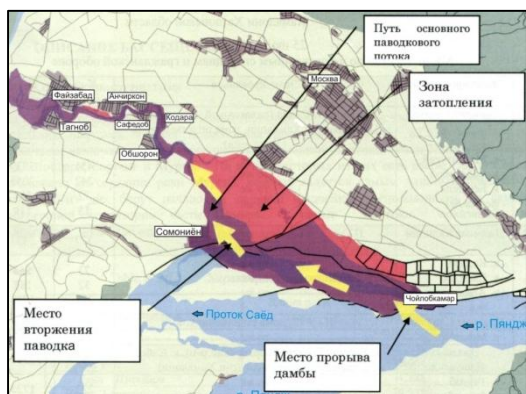 Путь основного
паводкового
потока
Москва
Зона
затопления
Файзабад
Анчиркон
Тагноб
Сафедоб
Кодара
Обшорон
Сомониён
Чойлобкамар
Место
вторжения
паводка
Проток Саёд
р. Пяндж
Место прорыва
дамбы